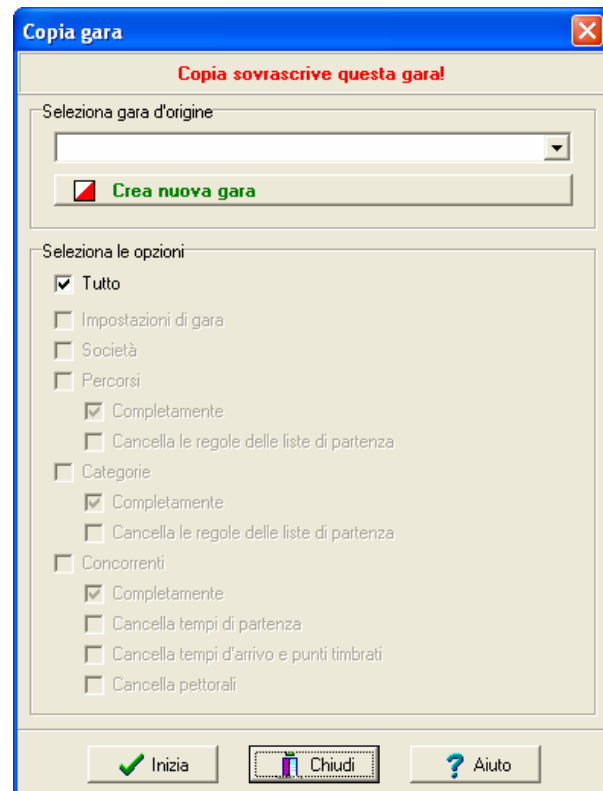 Copia gara
Copia sovrascrive questa gara!
Seleziona gara d'origine
Crea nuova gara
Seleziona le opzioni
Tutto
Impostazioni di gara
Società
Percorsi
Completamente
Cancella le regole delle liste di partenza
Categorie
Completamente
Cancella le regole delle liste di partenza
Concorrenti
Completamente
Cancella tempi di partenza
Cancella tempi d'arrivo e punti timbrati
Cancella pettorali
Inizia Chiudi Aiuto